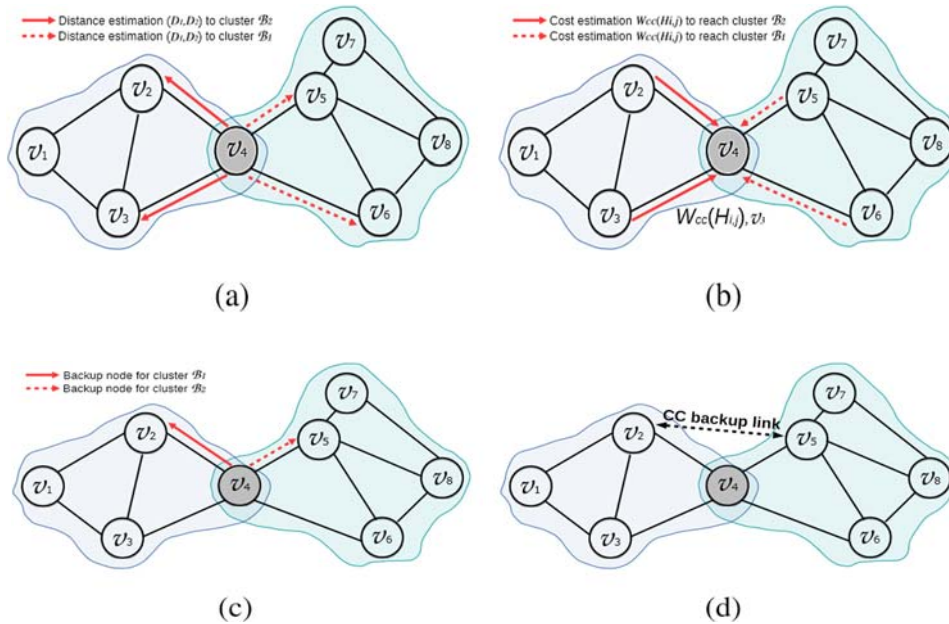 Distance estimation (D₁,D₂) to cluster ℬ₂
Distance estimation (D₁,D₂) to cluster ℬ₁
v₇
v₂
v₅
v₁
v₄
v₈
v₃
v₆
(a)
Cost estimation Wcc(Hi,j) to reach cluster ℬ₂
Cost estimation Wcc(Hi,j) to reach cluster ℬ₁
v₇
v₂
v₅
v₁
v₄
v₈
v₃
v₆
Wcc(Hi,j), v₃
(b)
Backup node for cluster ℬ₁
Backup node for cluster ℬ₂
v₇
v₂
v₅
v₁
v₄
v₈
v₃
v₆
(c)
CC backup link
v₇
v₂
v₅
v₁
v₄
v₈
v₃
v₆
(d)